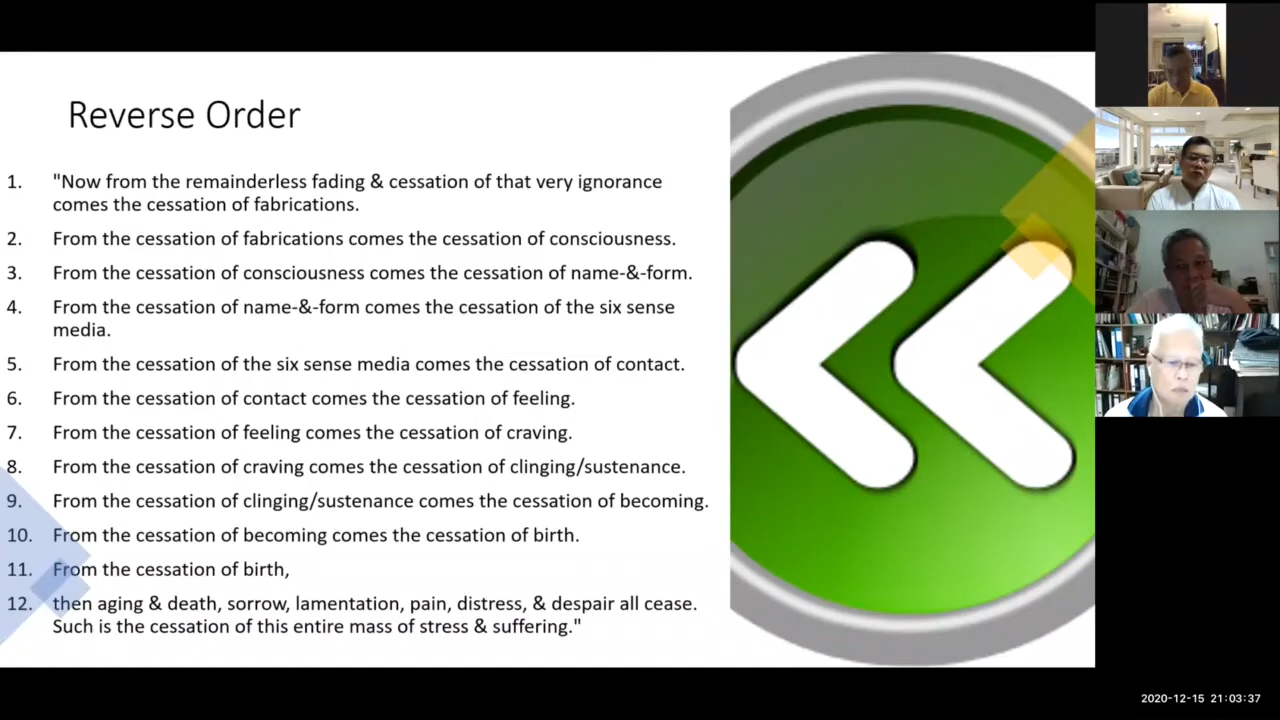 Reverse Order
1. "Now from the remainderless fading & cessation of that very ignorance
comes the cessation of fabrications.
2. From the cessation of fabrications comes the cessation of consciousness.
3. From the cessation of consciousness comes the cessation of name-&-form.
4. From the cessation of name-&-form comes the cessation of the six sense
media.
5. From the cessation of the six sense media comes the cessation of contact.
6. From the cessation of contact comes the cessation of feeling.
7. From the cessation of feeling comes the cessation of craving.
8. From the cessation of craving comes the cessation of clinging/sustenance.
9. From the cessation of clinging/sustenance comes the cessation of becoming.
10. From the cessation of becoming comes the cessation of birth.
11. From the cessation of birth,
12. then aging & death, sorrow, lamentation, pain, distress, & despair all cease.
Such is the cessation of this entire mass of stress & suffering."
2020-12-15 21:03:37